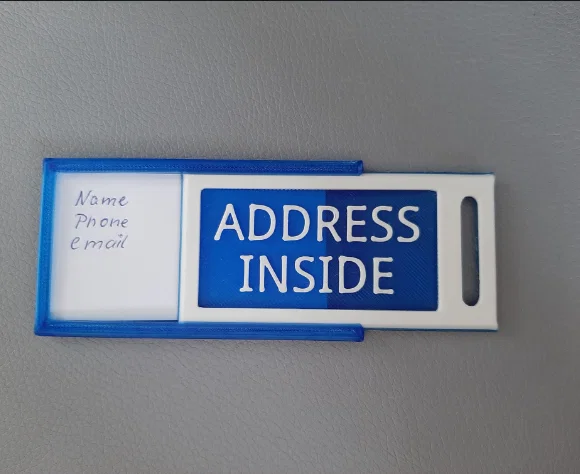 Name
Phone
email
ADDRESS
INSIDE